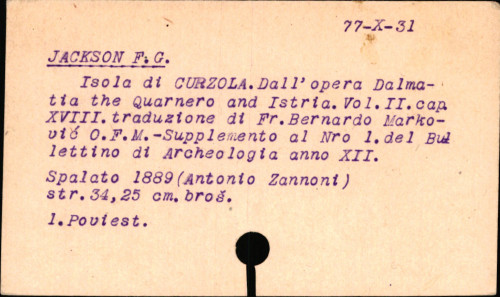 77-X-31
JACKSON F. G.
Isola di CURZOLA. Dall'opera Dalma-
tia the Quarnero and Istria. Vol. II. cap
XVIII. traduzione di Fr. Bernardo Marko-
vić O.F.M.-Supplemento al Nro 1. del Bul
lettino di Archeologia anno XII.
Spalato 1889 (Antonio Zannoni)
str. 34, 25 cm. broš.
1. Poviest.